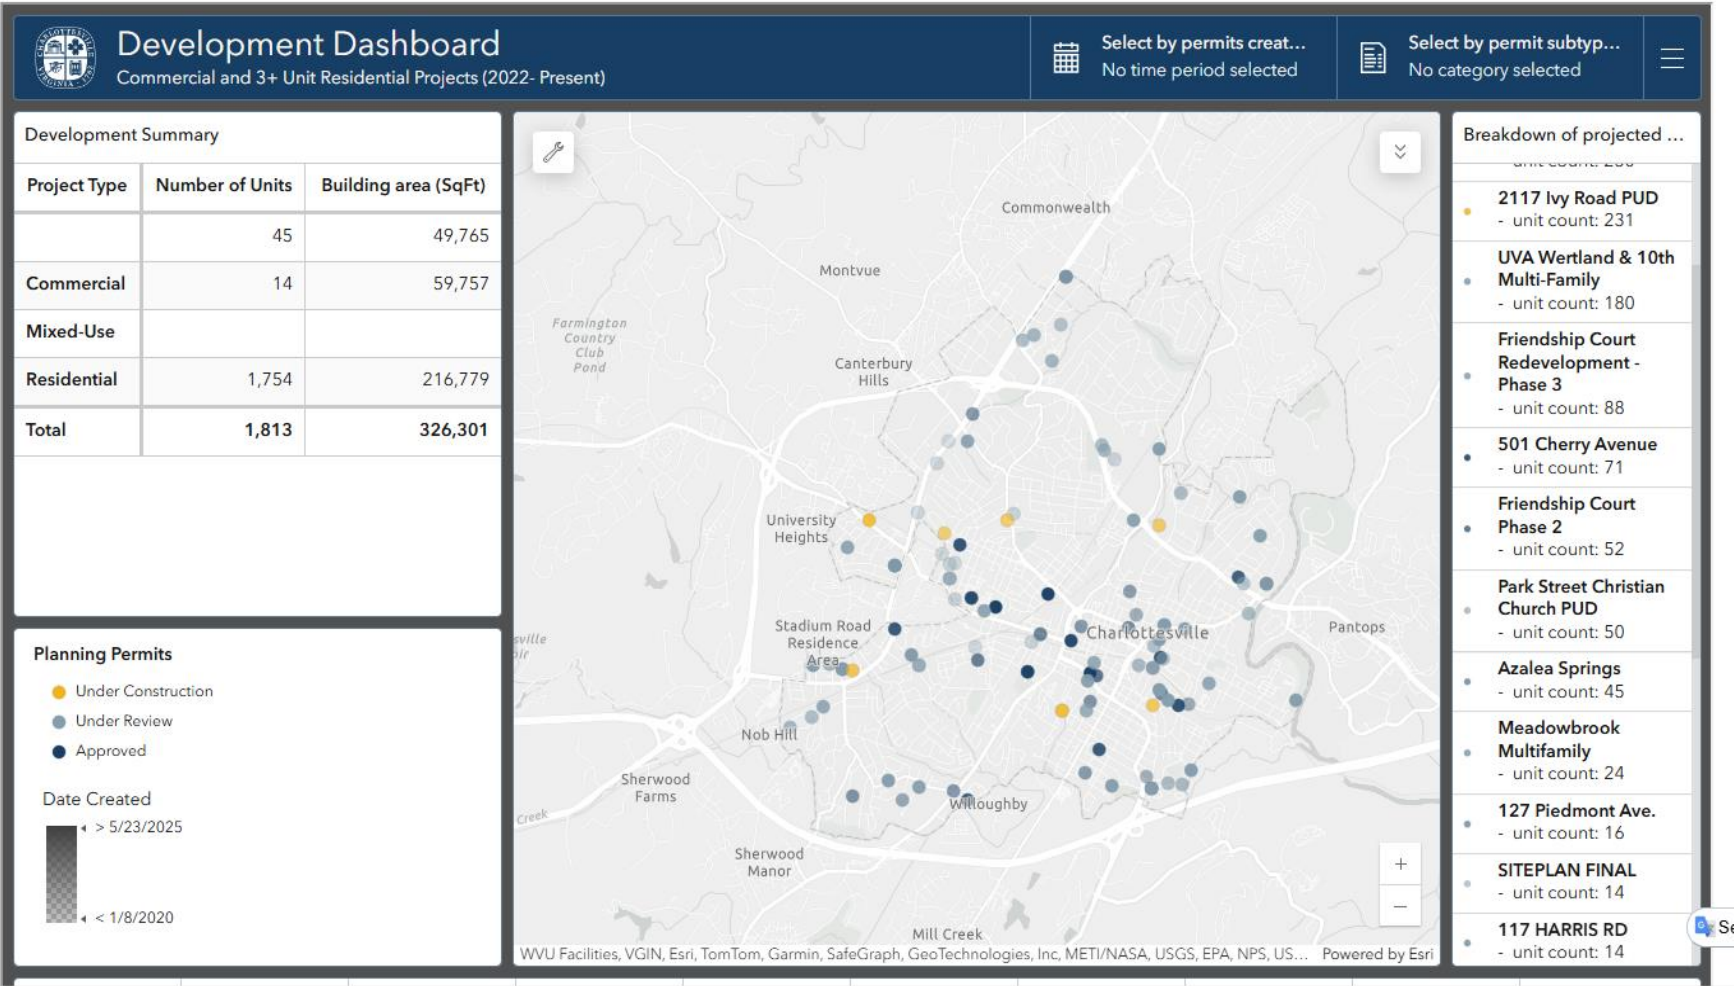 Development Dashboard
Commercial and 3+ Unit Residential Projects (2022- Present)
Select by permits creat...
No time period selected
Select by permit subtyp...
No category selected
Development Summary
Project Type Number of Units Building area (SqFt)
45 49,765
Commercial 14 59,757
Mixed-Use
Residential 1,754 216,779
Total 1,813 326,301
Planning Permits
Under Construction
Under Review
Approved
Date Created
> 5/23/2025
< 1/8/2020
Commonwealth
Montvue
Farmington
Country
Club
Pond
Canterbury
Hills
University
Heights
Stadium Road
Residence
Area
Charlottesville
Pantops
Nob Hill
Sherwood
Farms
Willoughby
Creek
Sherwood
Manor
Mill Creek
WVU Facilities, VGIN, Esri, TomTom, Garmin, SafeGraph, GeoTechnologies, Inc, METI/NASA, USGS, EPA, NPS, US...
Powered by Esri
Breakdown of projected ...
2117 Ivy Road PUD
- unit count: 231
UVA Wertland & 10th
Multi-Family
- unit count: 180
Friendship Court
Redevelopment -
Phase 3
- unit count: 88
501 Cherry Avenue
- unit count: 71
Friendship Court
Phase 2
- unit count: 52
Park Street Christian
Church PUD
- unit count: 50
Azalea Springs
- unit count: 45
Meadowbrook
Multifamily
- unit count: 24
127 Piedmont Ave.
- unit count: 16
SITEPLAN FINAL
- unit count: 14
117 HARRIS RD
- unit count: 14